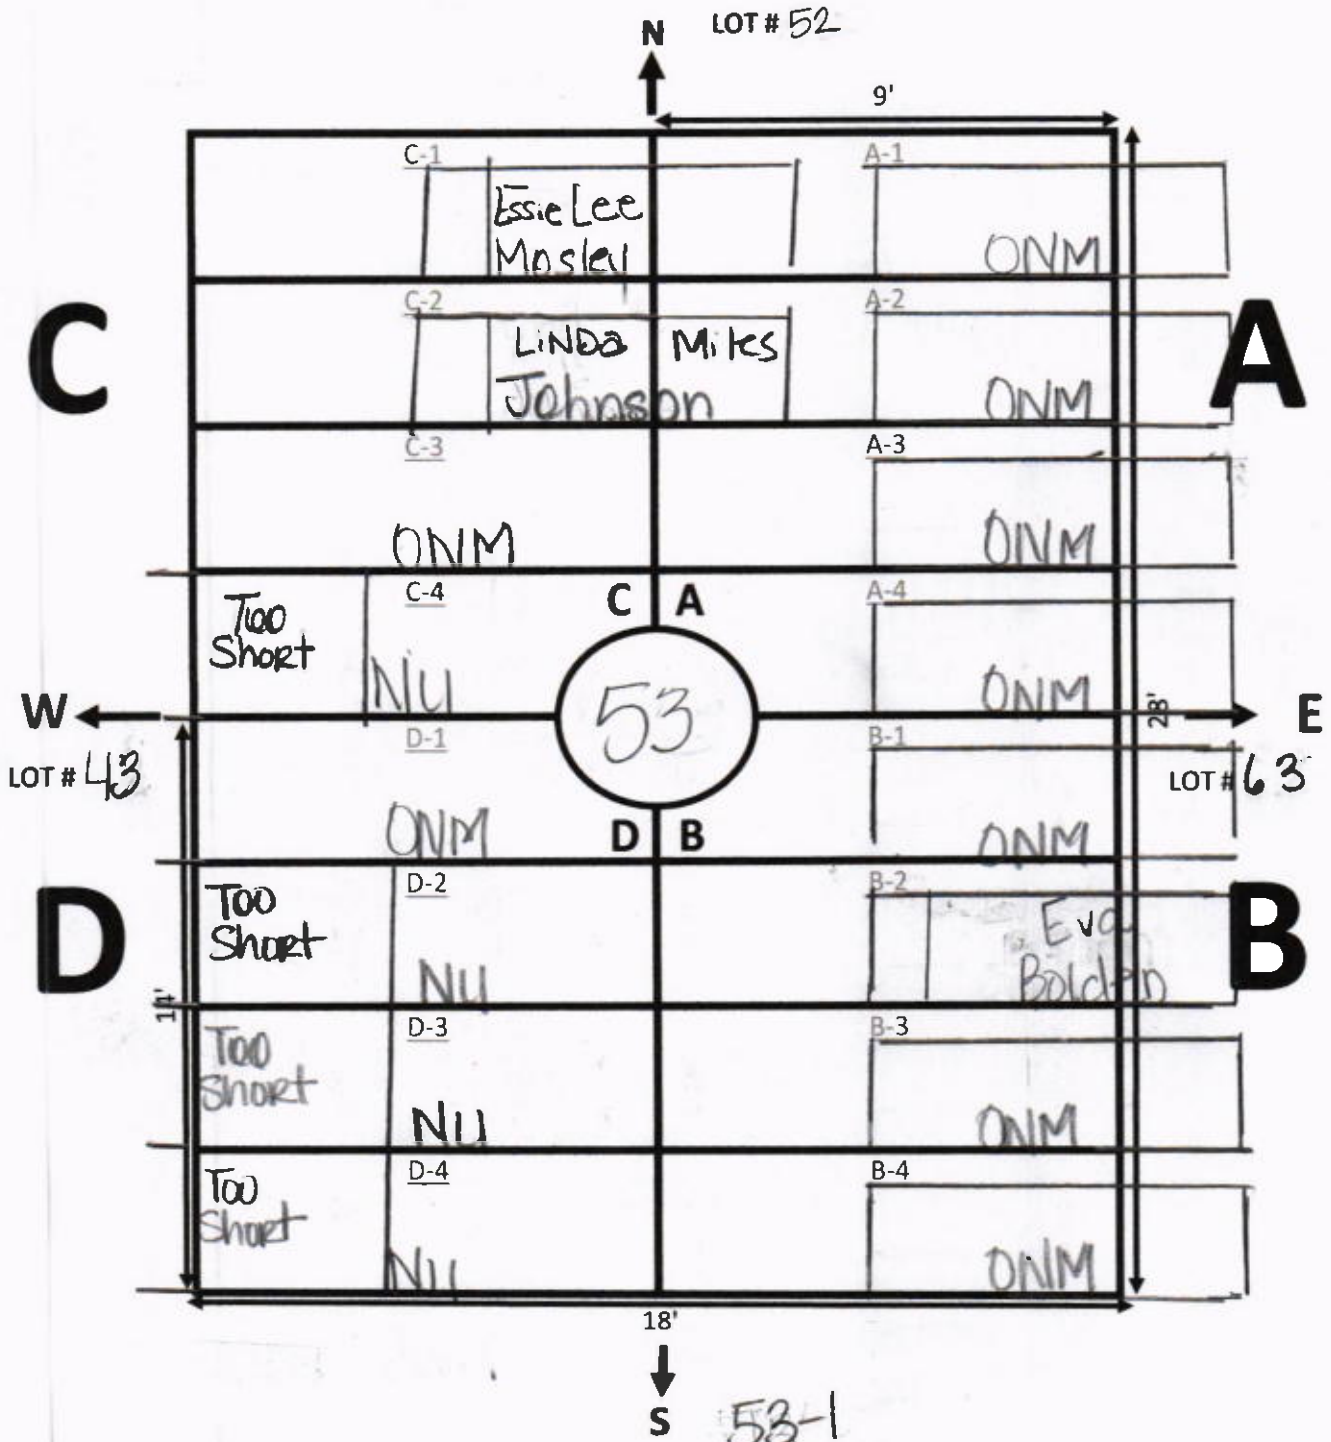 N LOT # 52
9'
C-1 A-1
Essie Lee
Mosley ONM
C-2 A-2
C A
LINDa Miles
Johnson ONM
C-3 A-3
ONM ONM
C-4 C A A-4
Too
Short
NU ONM
W 53 28' E
D-1 B-1
LOT # 43 LOT # 63
ONM D B ONM
D-2 B-2
Too
Short
D B
Eva
Bolden
NU
14'
D-3 B-3
Too
Short
NU ONM
D-4 B-4
Too
Short
NU ONM
18'
S 53-1